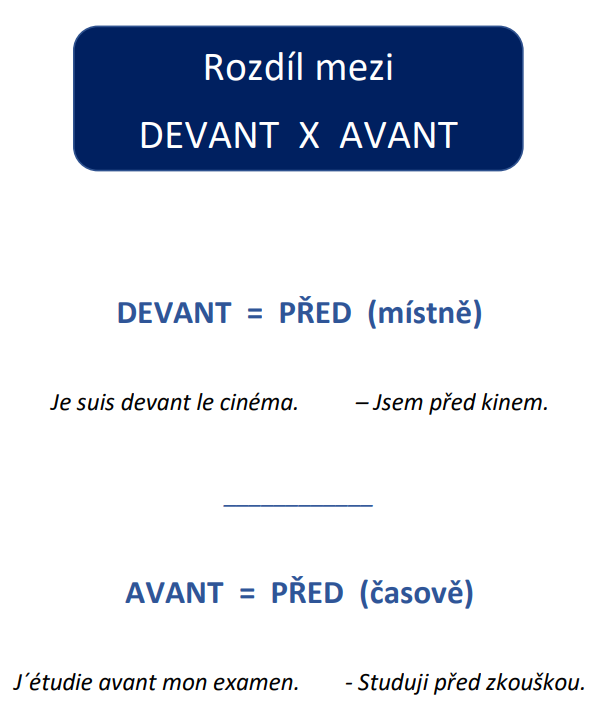 Rozdíl mezi
DEVANT X AVANT
DEVANT = PŘED (místně)
Je suis devant le cinéma. – Jsem před kinem.
____________
AVANT = PŘED (časově)
J´étudie avant mon examen. - Studuji před zkouškou.